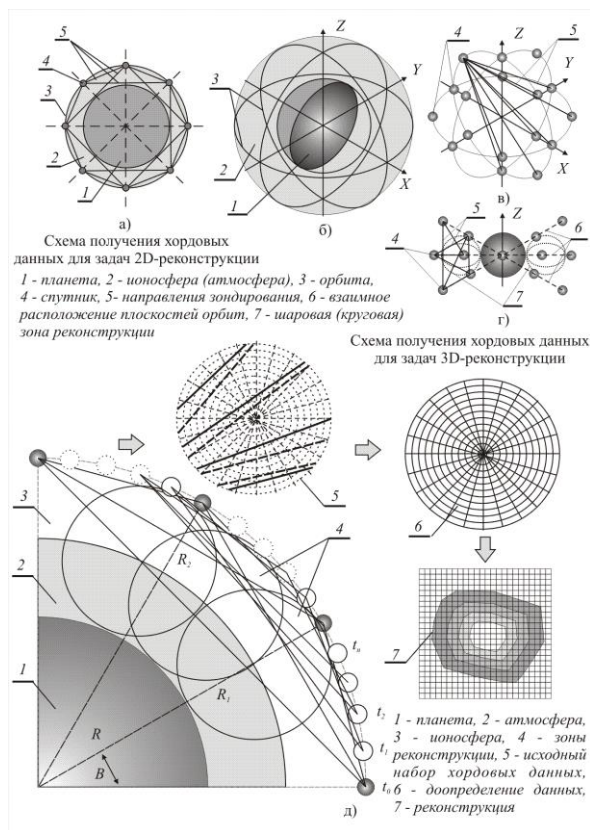 5
4
3
2
1
а)
Z
Y
X
3
2
1
б)
4
5
Z
Y
X
в)
5
Z
4
6
7
г)
Схема получения хордовых
данных для задач 2D-реконструкции
1 - планета, 2 - ионосфера (атмосфера), 3 - орбита,
4 - спутник, 5- направления зондирования, 6 - взаимное
расположение плоскостей орбит, 7 - шаровая (круговая)
зона реконструкции
Схема получения хордовых данных
для задач 3D-реконструкции
5
6
3
4
2
1
R₂
R₁
R
B
tₙ
t₂
t₁
t₀
д)
7
1 - планета, 2 - атмосфера,
3 - ионосфера, 4 - зоны
реконструкции, 5 - исходный
набор хордовых данных,
6 - доопределение данных,
7 - реконструкция